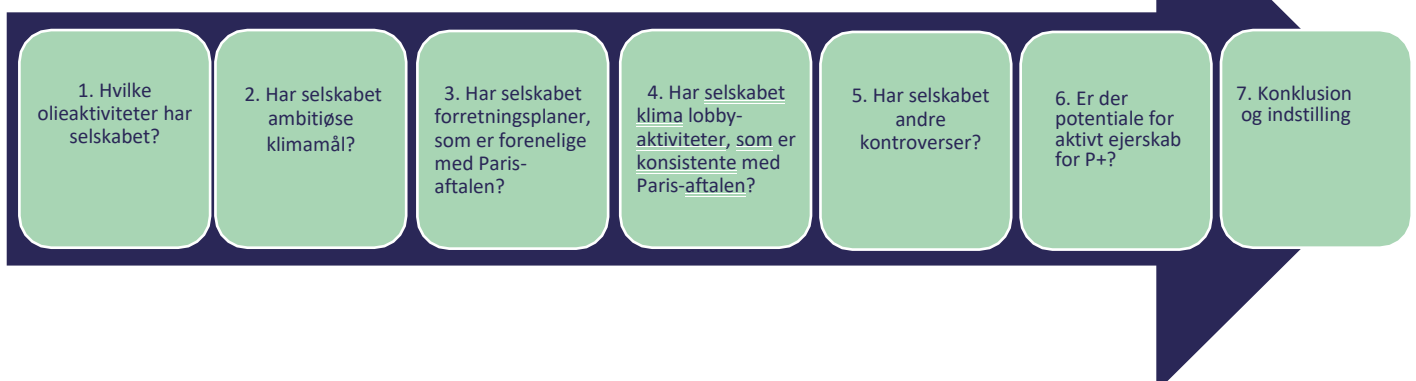 1. Hvilke
olieaktiviteter har
selskabet?
2. Har selskabet
ambitiøse
klimamål?
3. Har selskabet
forretningsplaner,
som er forenelige
med Paris-
aftalen?
4. Har selskabet
klima lobby-
aktiviteter, som er
konsistente med
Paris-aftalen?
5. Har selskabet
andre
kontroverser?
6. Er der
potentiale for
aktivt ejerskab
for P+?
7. Konklusion
og indstilling